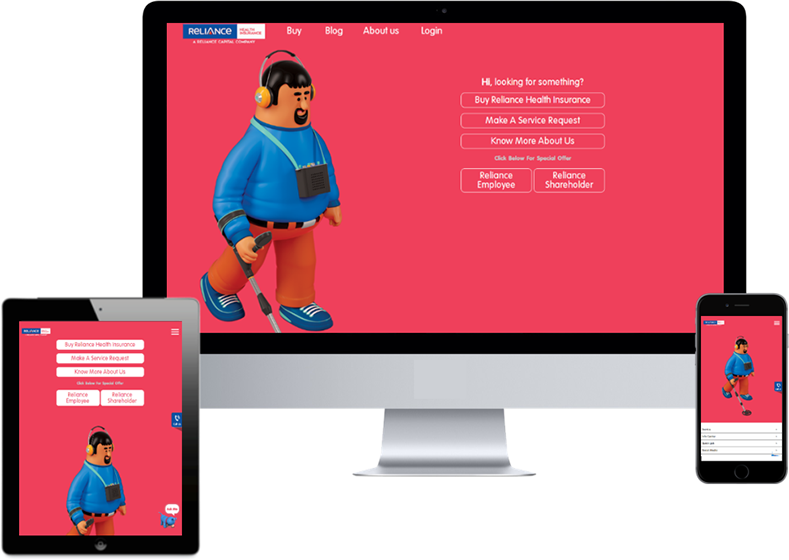 RELIANCE HEALTH INSURANCE
A RELIANCE CAPITAL COMPANY
Buy Blog About us Login
Hi, looking for something?
Buy Reliance Health Insurance
Make A Service Request
Know More About Us
Click Below For Special Offer
Reliance Employee
Reliance Shareholder
RELIANCE
Buy Reliance Health Insurance
Make A Service Request
Know More About Us
Click Below For Special Offer
Reliance Employee
Reliance Shareholder
RELIANCE